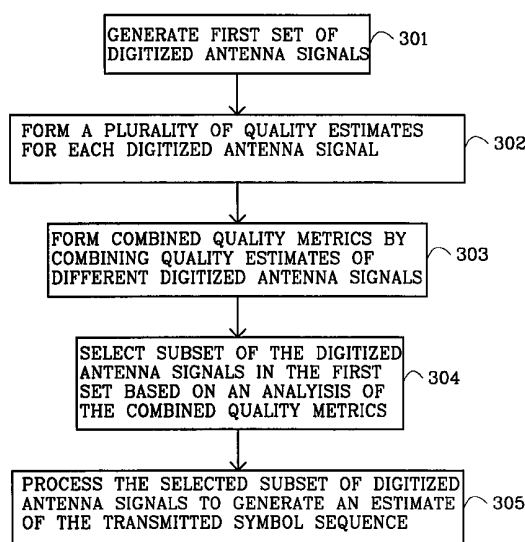 GENERATE FIRST SET OF
DIGITIZED ANTENNA SIGNALS
301
FORM A PLURALITY OF QUALITY ESTIMATES
FOR EACH DIGITIZED ANTENNA SIGNAL
302
FORM COMBINED QUALITY METRICS BY
COMBINING QUALITY ESTIMATES OF
DIFFERENT DIGITIZED ANTENNA SIGNALS
303
SELECT SUBSET OF THE DIGITIZED
ANTENNA SIGNALS IN THE FIRST
SET BASED ON AN ANALYISIS OF
THE COMBINED QUALITY METRICS
304
PROCESS THE SELECTED SUBSET OF DIGITIZED
ANTENNA SIGNALS TO GENERATE AN ESTIMATE
OF THE TRANSMITTED SYMBOL SEQUENCE
305